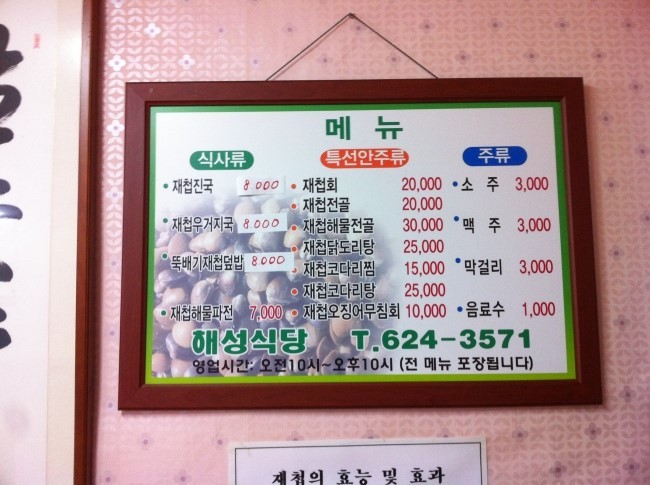 메 뉴
식사류 특선안주류 주류
재첩진국 8000 재첩회 20,000 소 주 3,000
재첩전골 20,000
재첩우거지국 8000 재첩해물전골 30,000 맥 주 3,000
재첩닭도리탕 25,000
뚝배기재첩덮밥 8000 재첩코다리찜 15,000 막걸리 3,000
재첩코다리탕 25,000
재첩해물파전 7,000 재첩오징어무침회 10,000 음료수 1,000
해성식당 T.624-3571
영업시간: 오전10시~오후10시 (전 메뉴 포장됩니다)
재첩의 효능 및 효과